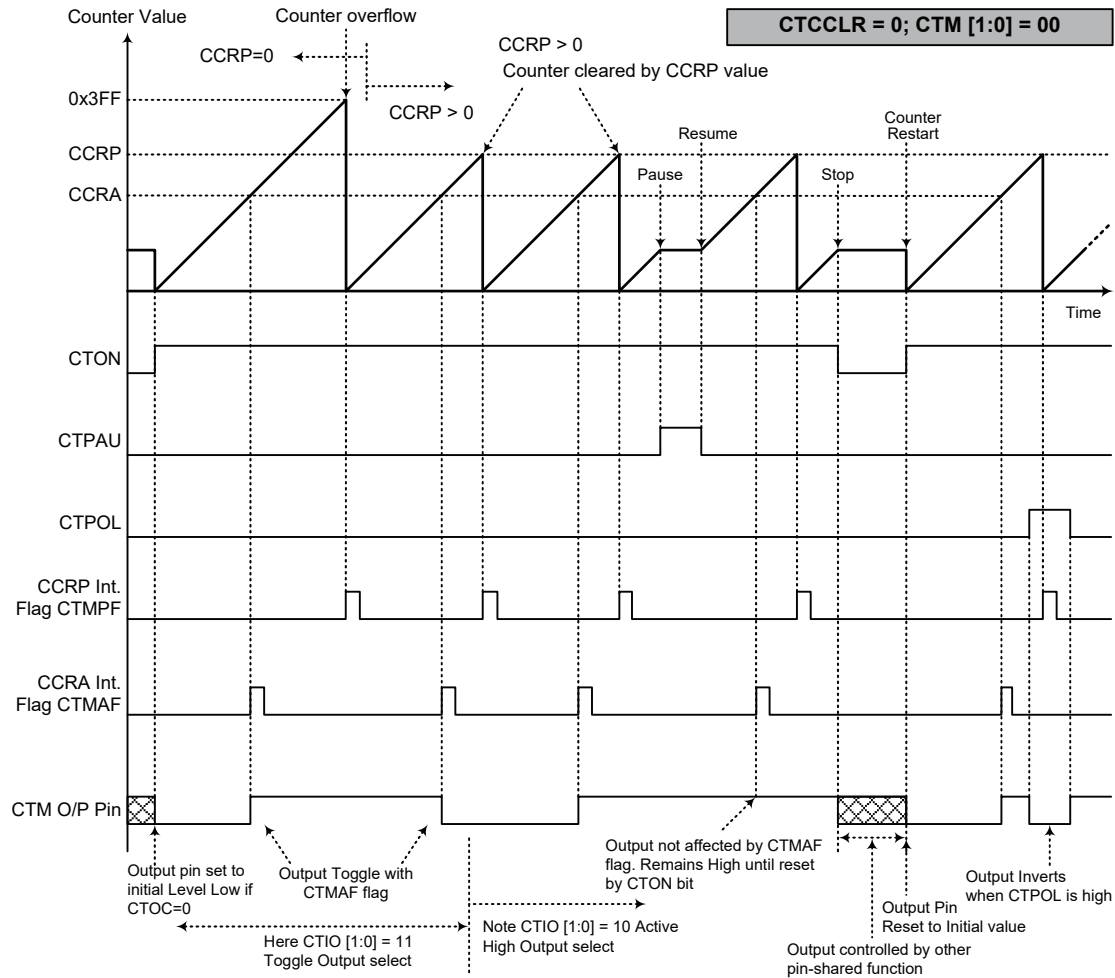 Counter Value
Counter overflow
CTCCLR = 0; CTM [1:0] = 00
CCRP=0
CCRP > 0
CCRP > 0
Counter cleared by CCRP value
0x3FF
CCRP
CCRA
Pause
Resume
Stop
Counter
Restart
Time
CTON
CTPAU
CTPOL
CCRP Int.
Flag CTMPF
CCRA Int.
Flag CTMAF
CTM O/P Pin
Output pin set to
initial Level Low if
CTOC=0
Output Toggle with
CTMAF flag
Here CTIO [1:0] = 11
Toggle Output select
Output not affected by CTMAF
flag. Remains High until reset
by CTON bit
Note CTIO [1:0] = 10 Active
High Output select
Output Inverts
when CTPOL is high
Output Pin
Reset to Initial value
Output controlled by other
pin-shared function